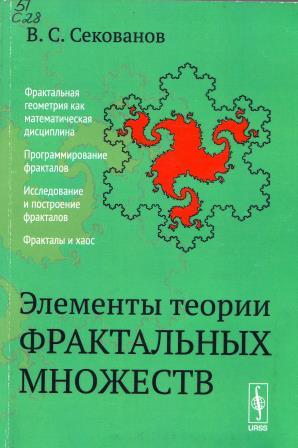 51
С28
В. С. Секованов
Фрактальная
геометрия как
математическая
дисциплина
Программирование
фракталов
Исследование
и построение
фракталов
Фракталы и хаос
Элементы теории
ФРАКТАЛЬНЫХ
МНОЖЕСТВ
URSS